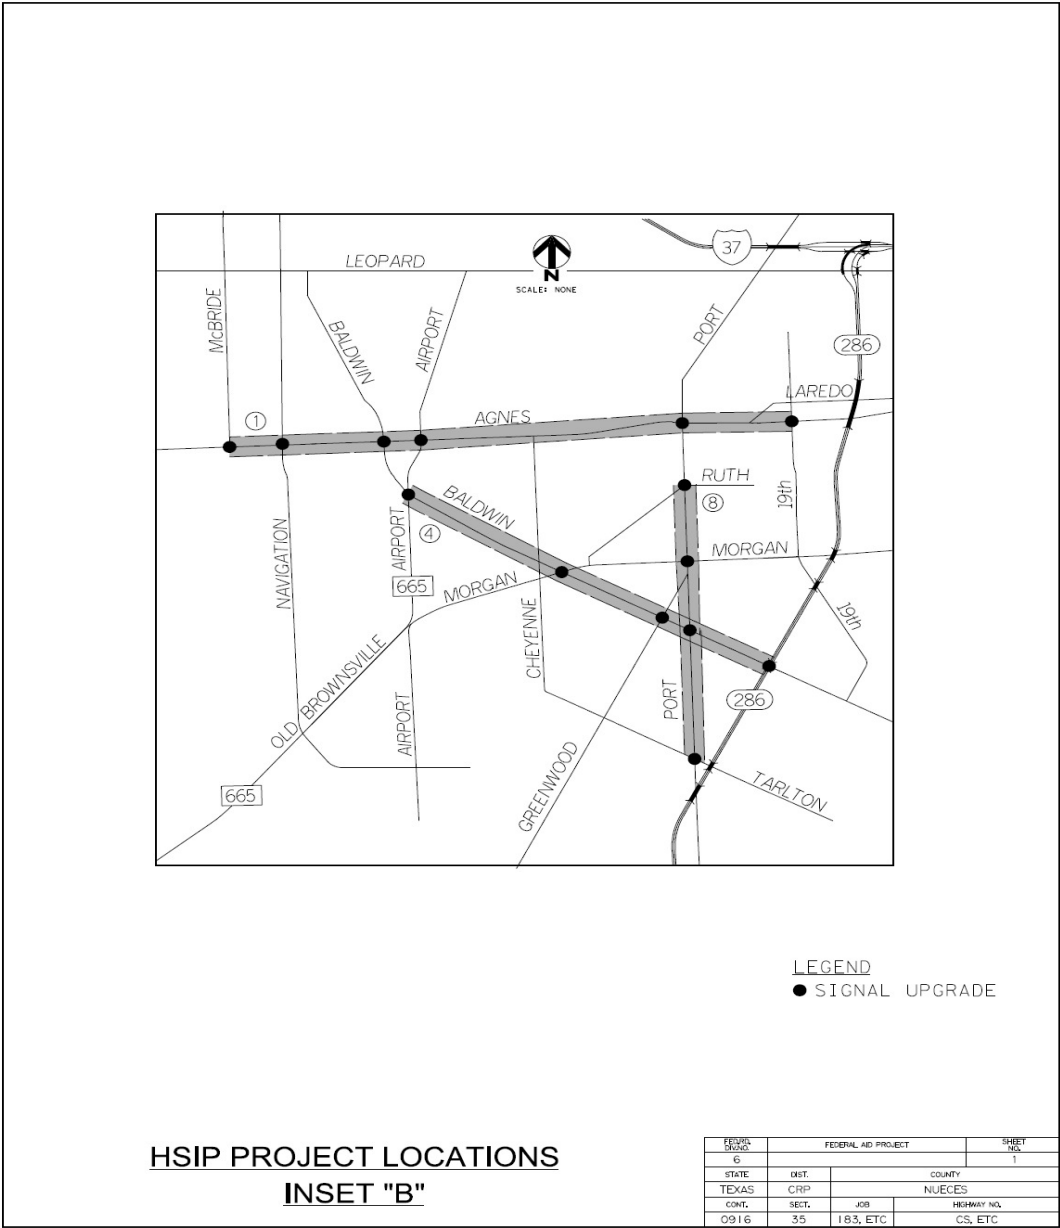 37
LEOPARD
N
SCALE: NONE
McBRIDE
BALDWIN
AIRPORT
PORT
286
LAREDO
1
AGNES
RUTH
BALDWIN
8
19th
4
NAVIGATION
AIRPORT
MORGAN
665
MORGAN
CHEYENNE
19th
OLD BROWNSVILLE
AIRPORT
PORT
286
GREENWOOD
TARLTON
665
LEGEND
SIGNAL UPGRADE
HSIP PROJECT LOCATIONS
INSET "B"
FED.RD. DIV.NO. FEDERAL AID PROJECT SHEET NO.
6 1
STATE DIST. COUNTY
TEXAS CRP NUECES
CONT. SECT. JOB HIGHWAY NO.
0916 35 183, ETC CS, ETC